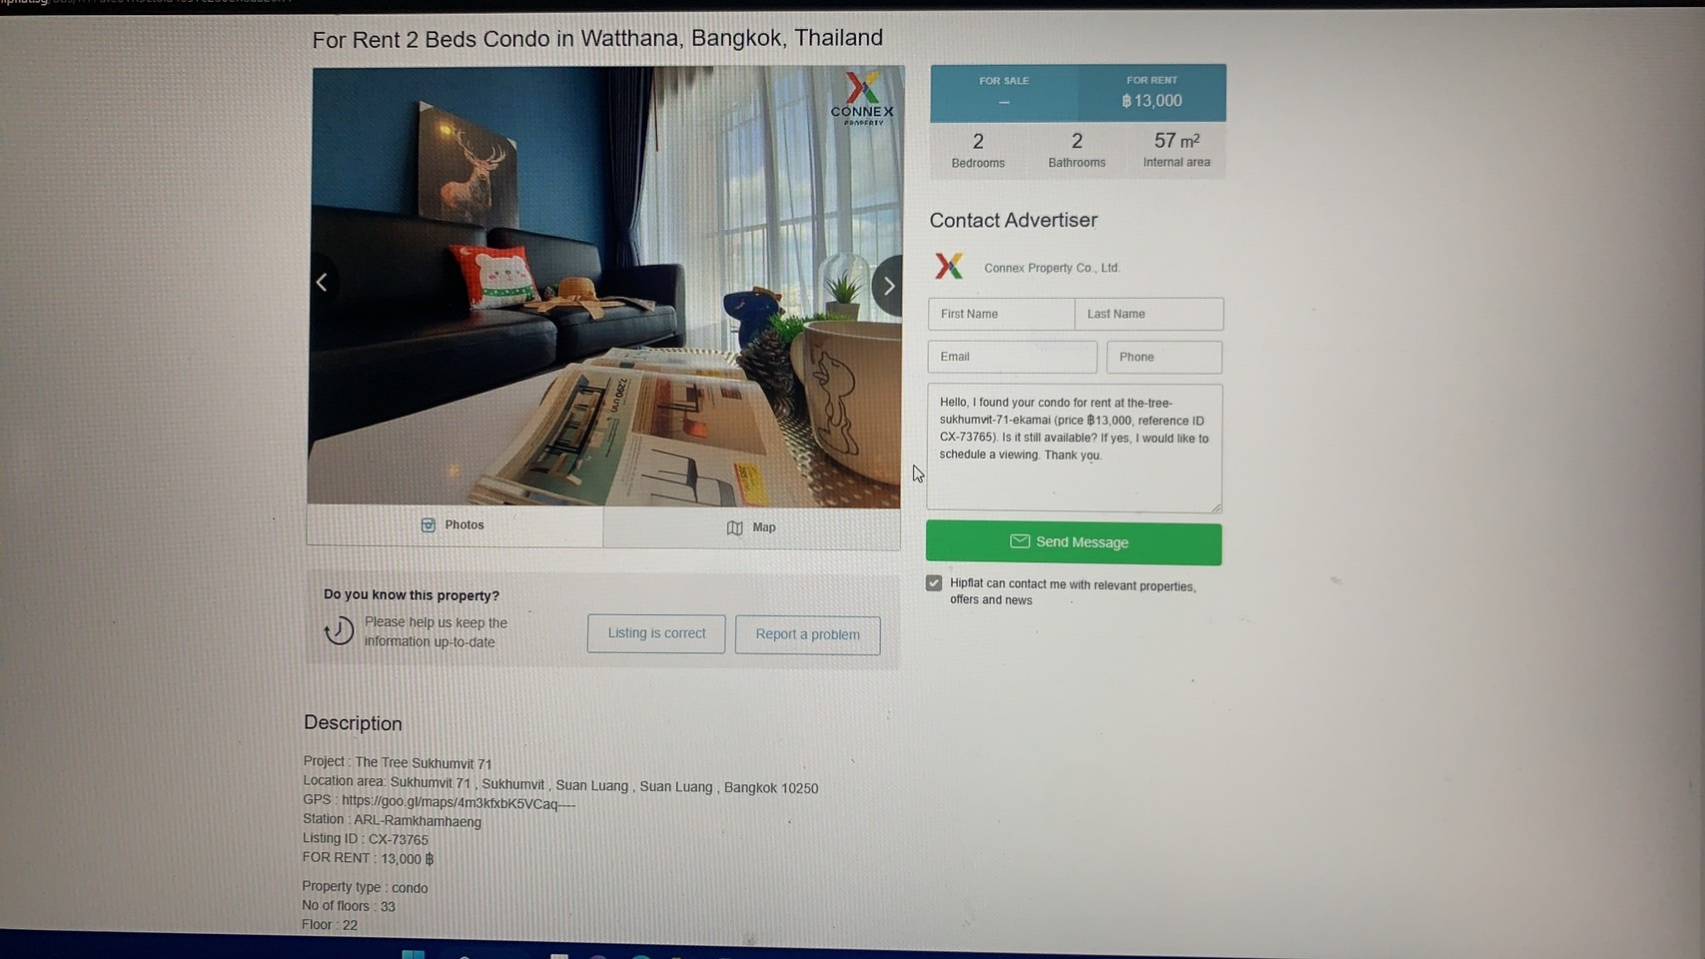 For Rent 2 Beds Condo in Watthana, Bangkok, Thailand
CONNEX
PROPERTY
7290
FOR SALE
–
FOR RENT
฿ 13,000
2
Bedrooms
2
Bathrooms
57 m²
Internal area
Contact Advertiser
Connex Property Co., Ltd.
First Name
Last Name
Email
Phone
Hello, I found your condo for rent at the-tree-
sukhumvit-71-ekamai (price ฿13,000, reference ID
CX-73765). Is it still available? If yes, I would like to
schedule a viewing. Thank you.
Send Message
Hipflat can contact me with relevant properties,
offers and news
Photos
Map
Do you know this property?
Please help us keep the
information up-to-date
Listing is correct
Report a problem
Description
Project : The Tree Sukhumvit 71
Location area: Sukhumvit 71 , Sukhumvit , Suan Luang , Suan Luang , Bangkok 10250
GPS : https://goo.gl/maps/4m3kfxbK5VCaq----
Station : ARL-Ramkhamhaeng
Listing ID : CX-73765
FOR RENT : 13,000 ฿
Property type : condo
No of floors : 33
Floor : 22